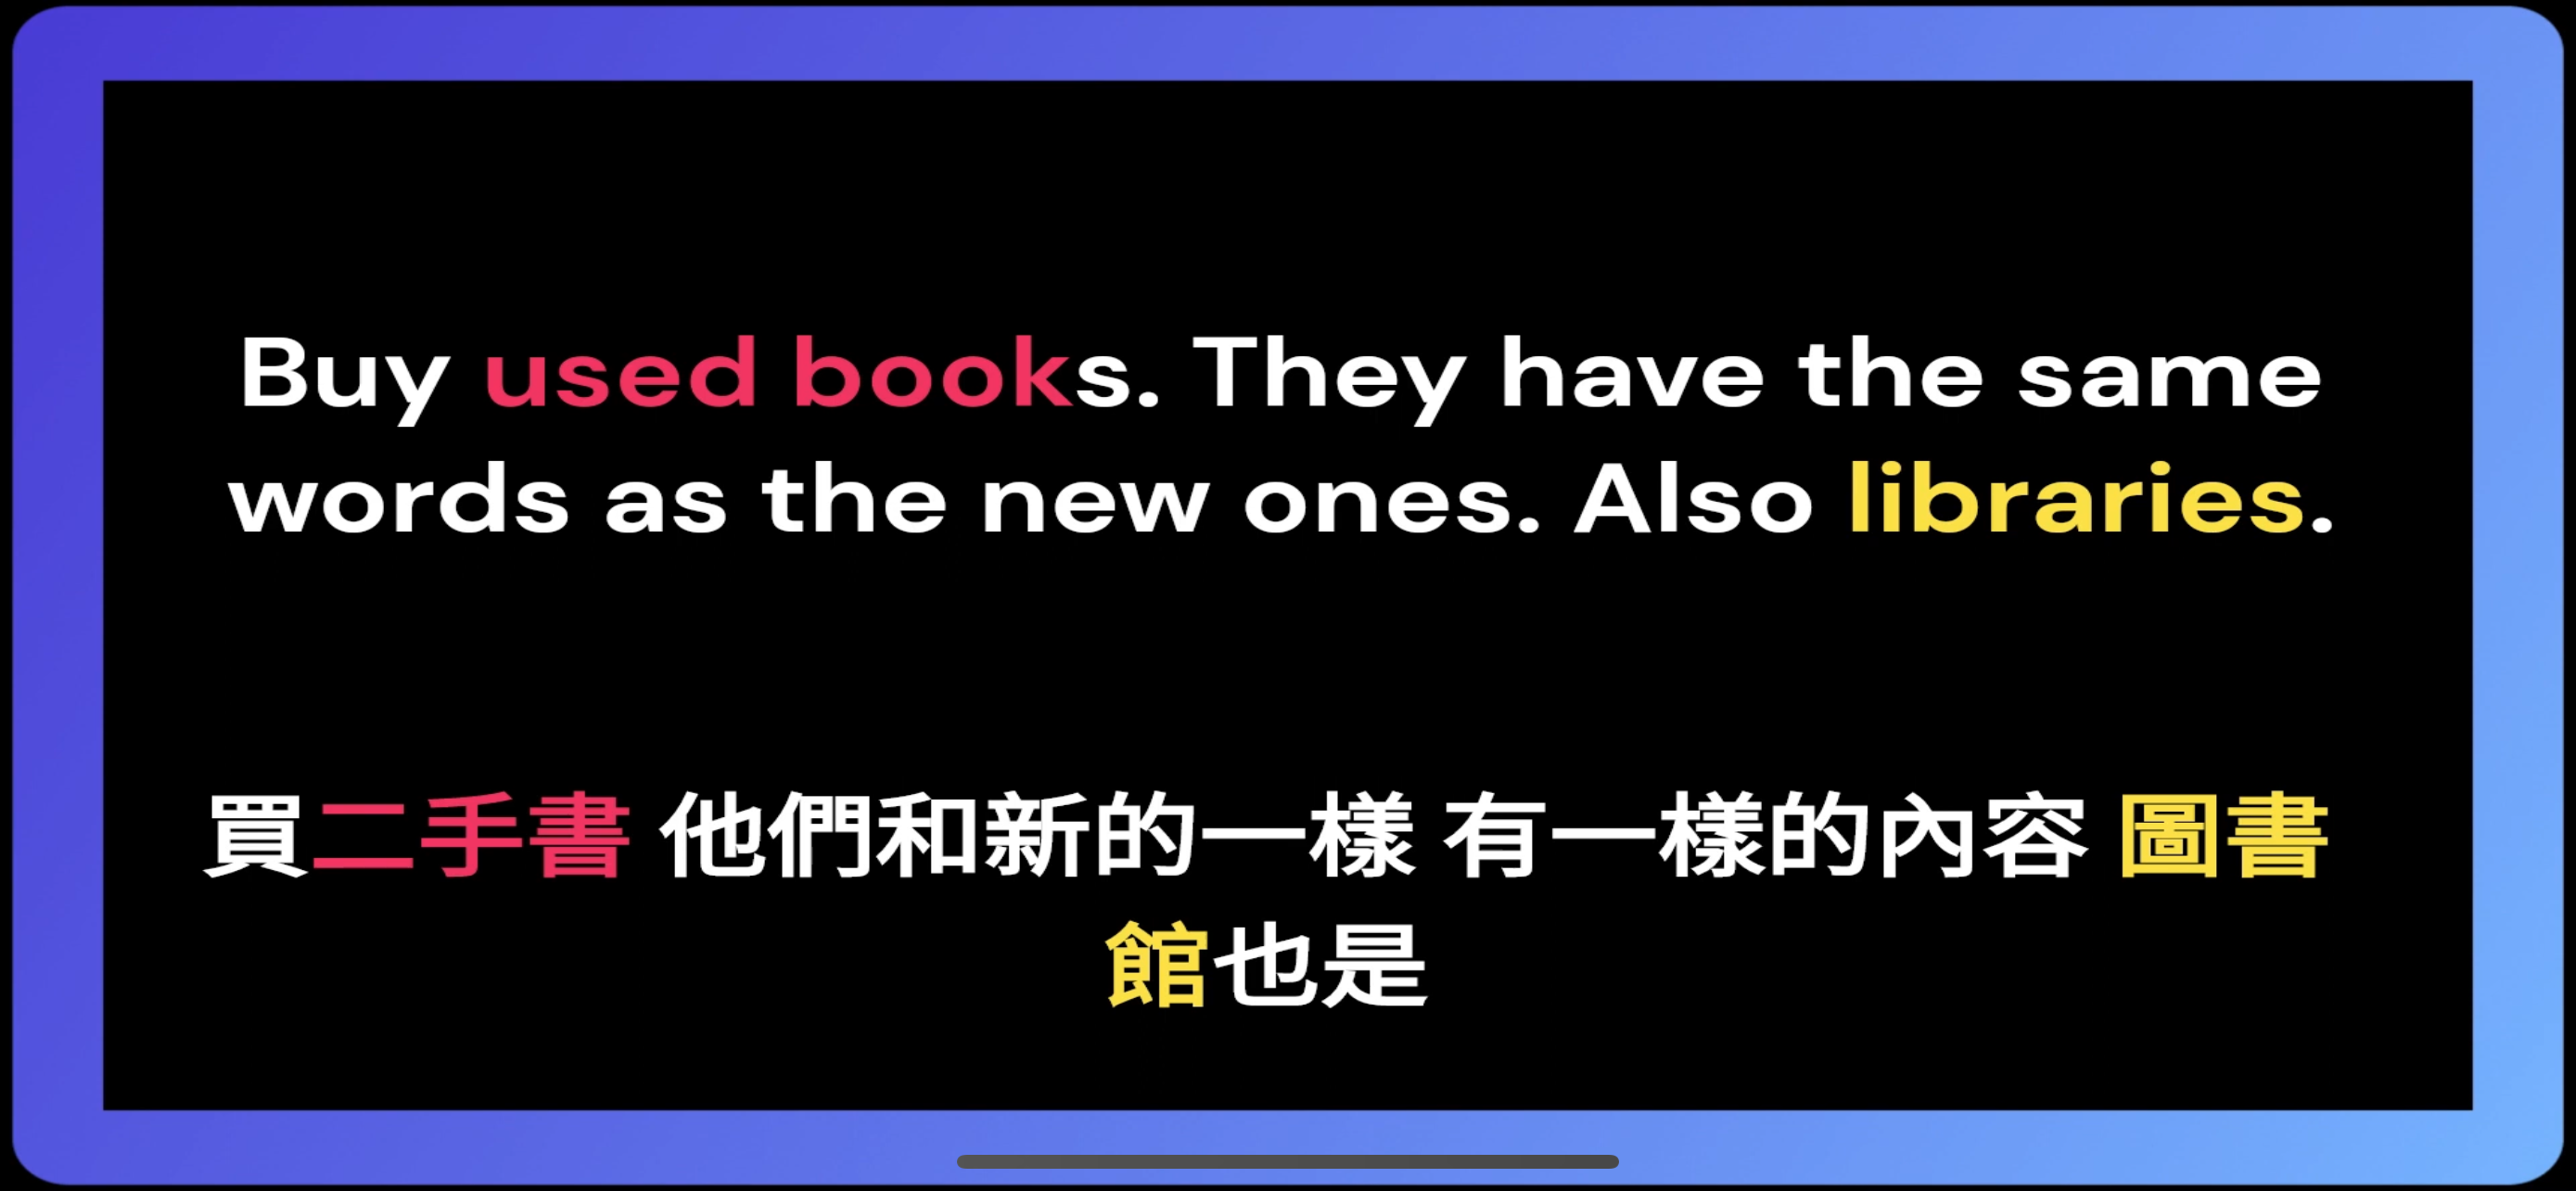 Buy used books. They have the same
words as the new ones. Also libraries.
買二手書 他們和新的一樣 有一樣的內容 圖書
館也是